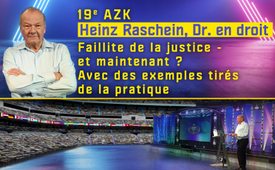 19e AZK
Heinz Raschein, Dr. en droit
Faillite de la justice -
et maintenant ?
Avec des exemples tirés
de la pratique